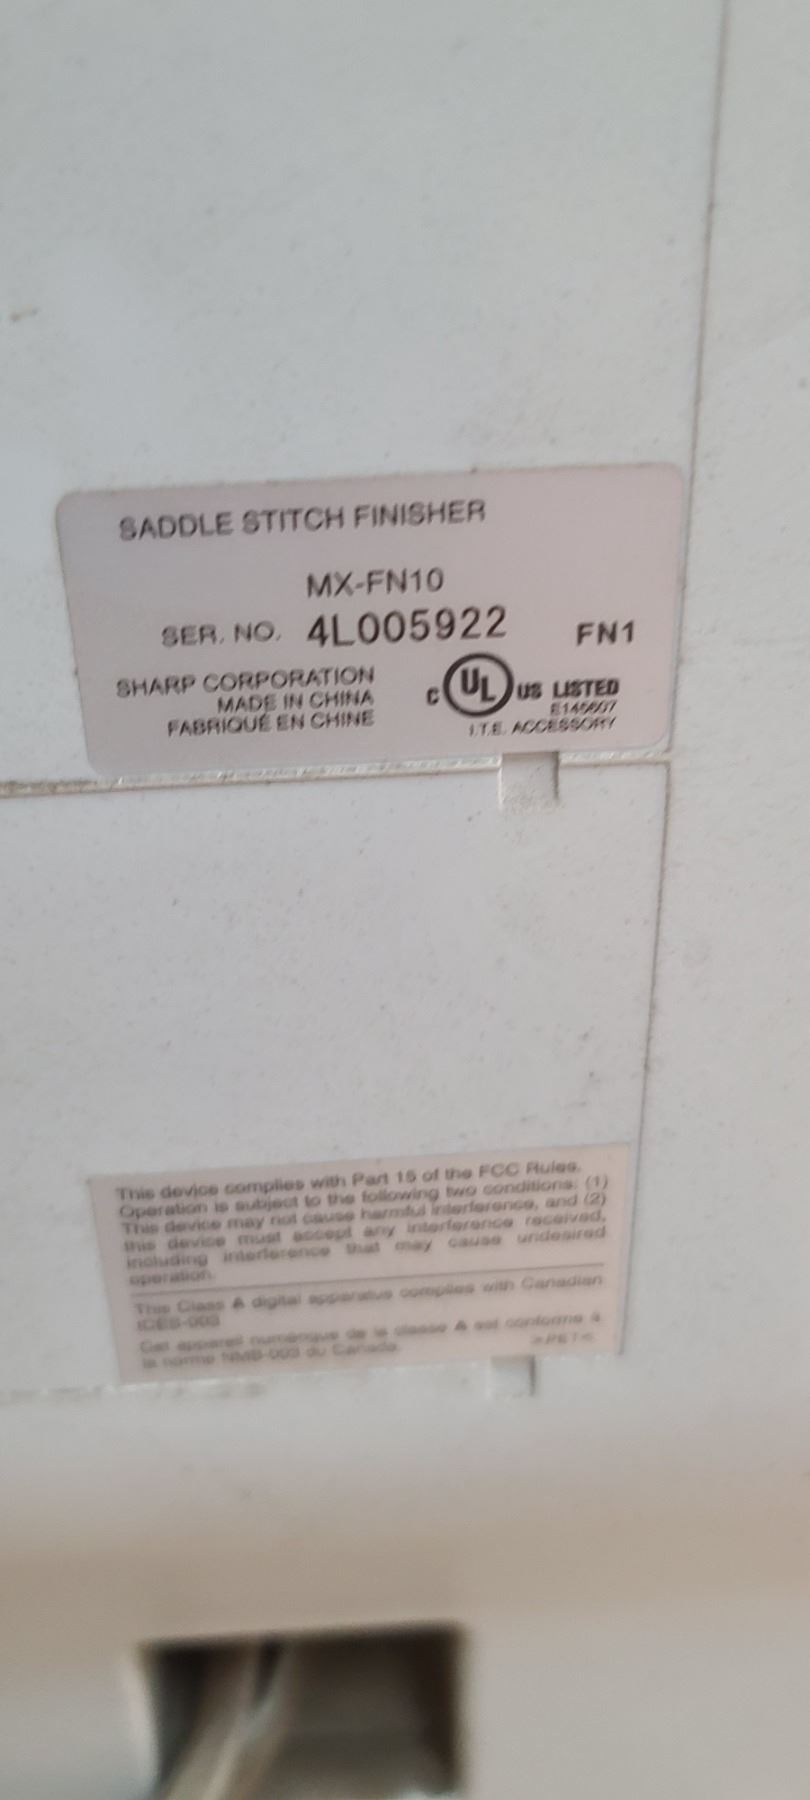 SADDLE STITCH FINISHER
MX-FN10
SER. NO. 4L005922 FN1
SHARP CORPORATION
MADE IN CHINA
FABRIQUÉ EN CHINE
C UL US LISTED
I.T.E. ACCESSORY
This device complies with Part 15 of the FCC Rules.
Operation is subject to the following two conditions: (1)
This device may not cause harmful interference, and (2)
this device must accept any interference received,
including interference that may cause undesired
operation.
This Class A digital apparatus complies with Canadian
ICES-003
Cet appareil numérique de la classe A est conforme à
la norme NMB-003 du Canada.